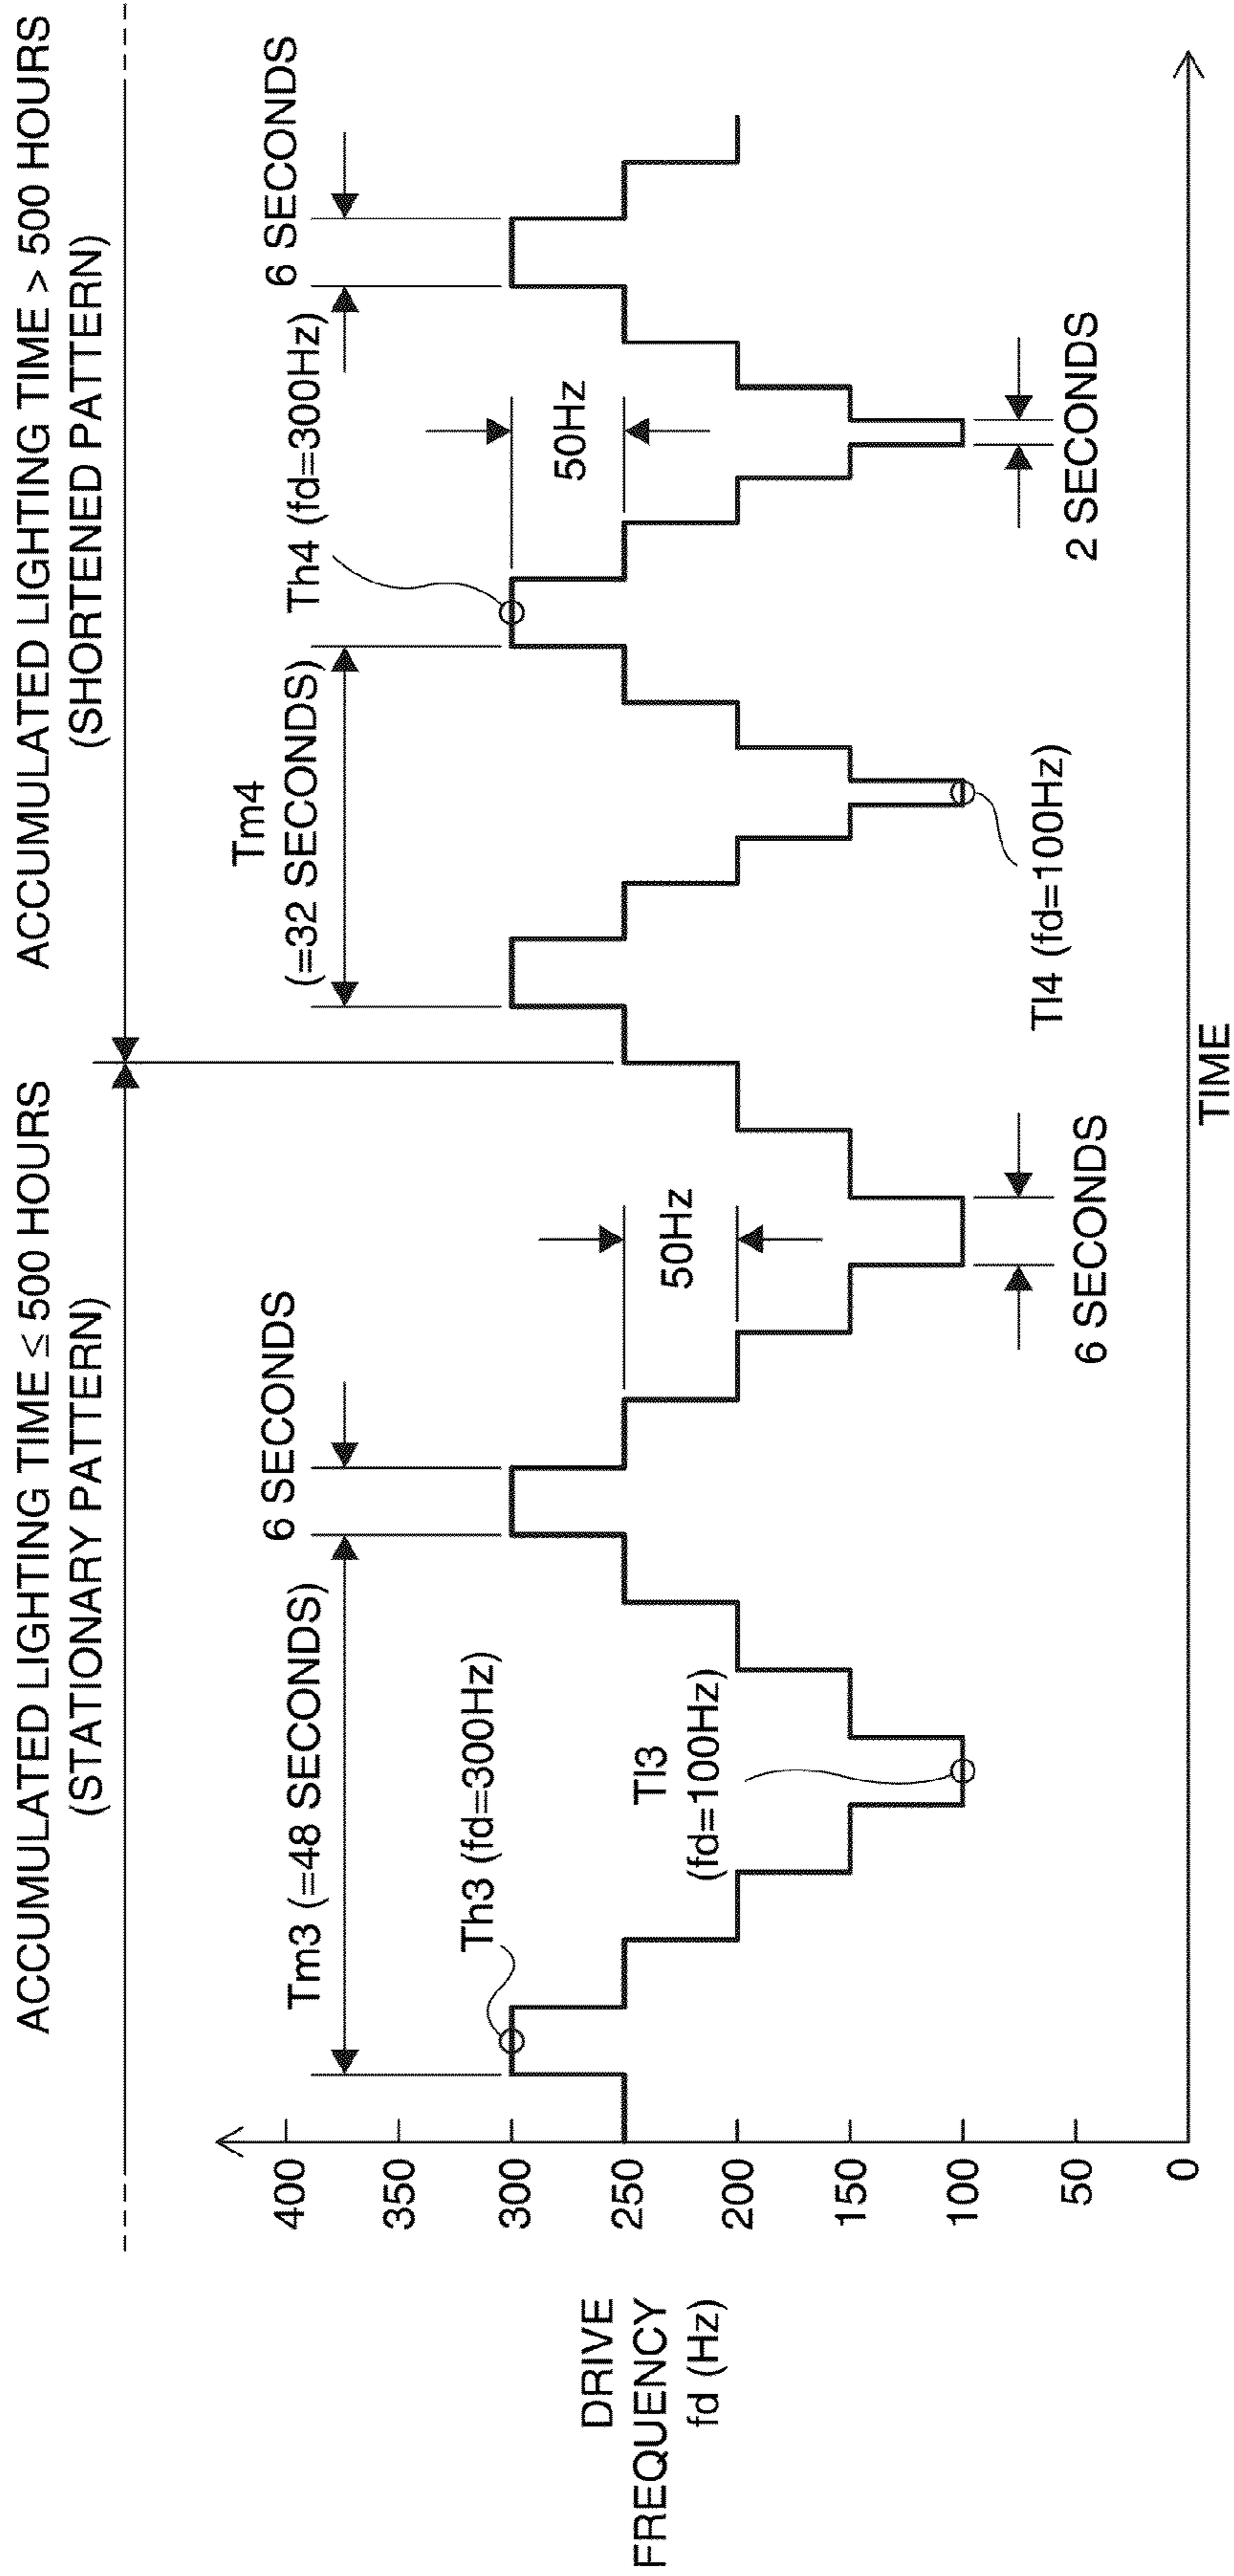 ACCUMULATED LIGHTING TIME ≤ 500 HOURS
(STATIONARY PATTERN)
ACCUMULATED LIGHTING TIME > 500 HOURS
(SHORTENED PATTERN)
Tm3 (=48 SECONDS)
6 SECONDS
Tm4
(=32 SECONDS)
6 SECONDS
Th3 (fd=300Hz)
Th4 (fd=300Hz)
50Hz
50Hz
Tl3
(fd=100Hz)
6 SECONDS
Tl4 (fd=100Hz)
2 SECONDS
DRIVE
FREQUENCY
fd (Hz)
400
350
300
250
200
150
100
50
0
TIME